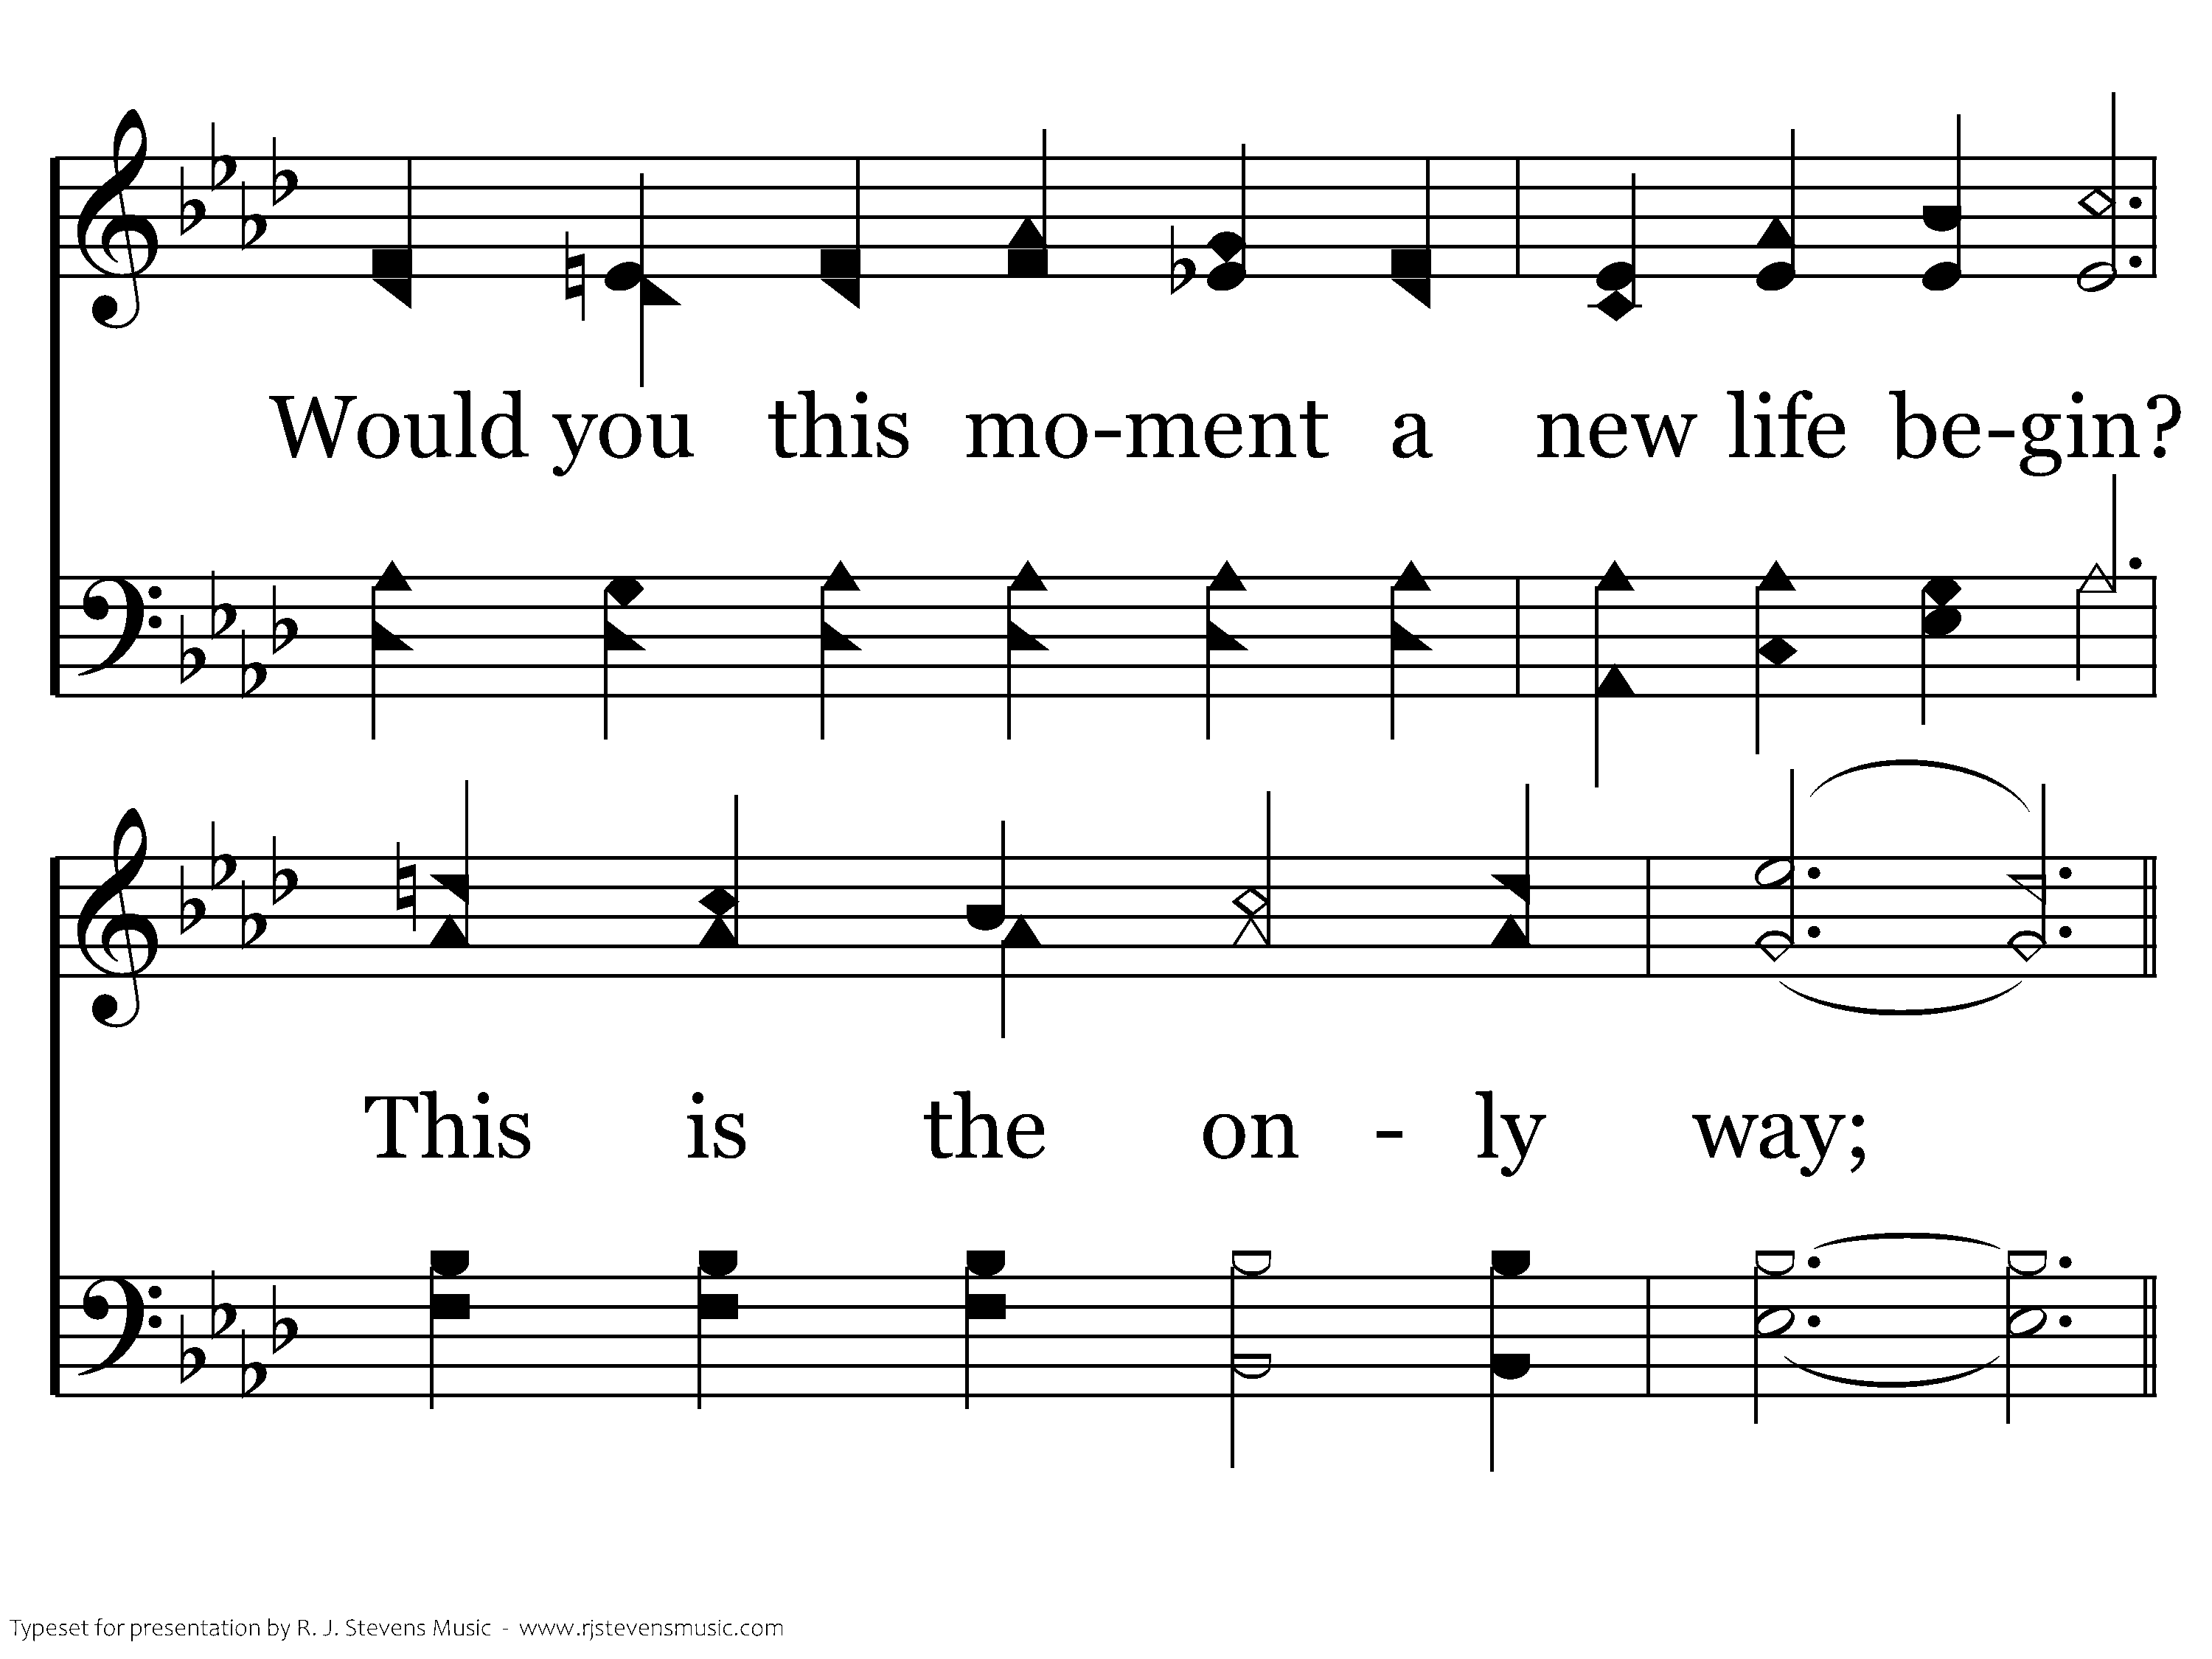 Would you this mo-ment a new life be-gin?
This is the on - ly way;
Typeset for presentation by R. J. Stevens Music - www.rjstevensmusic.com